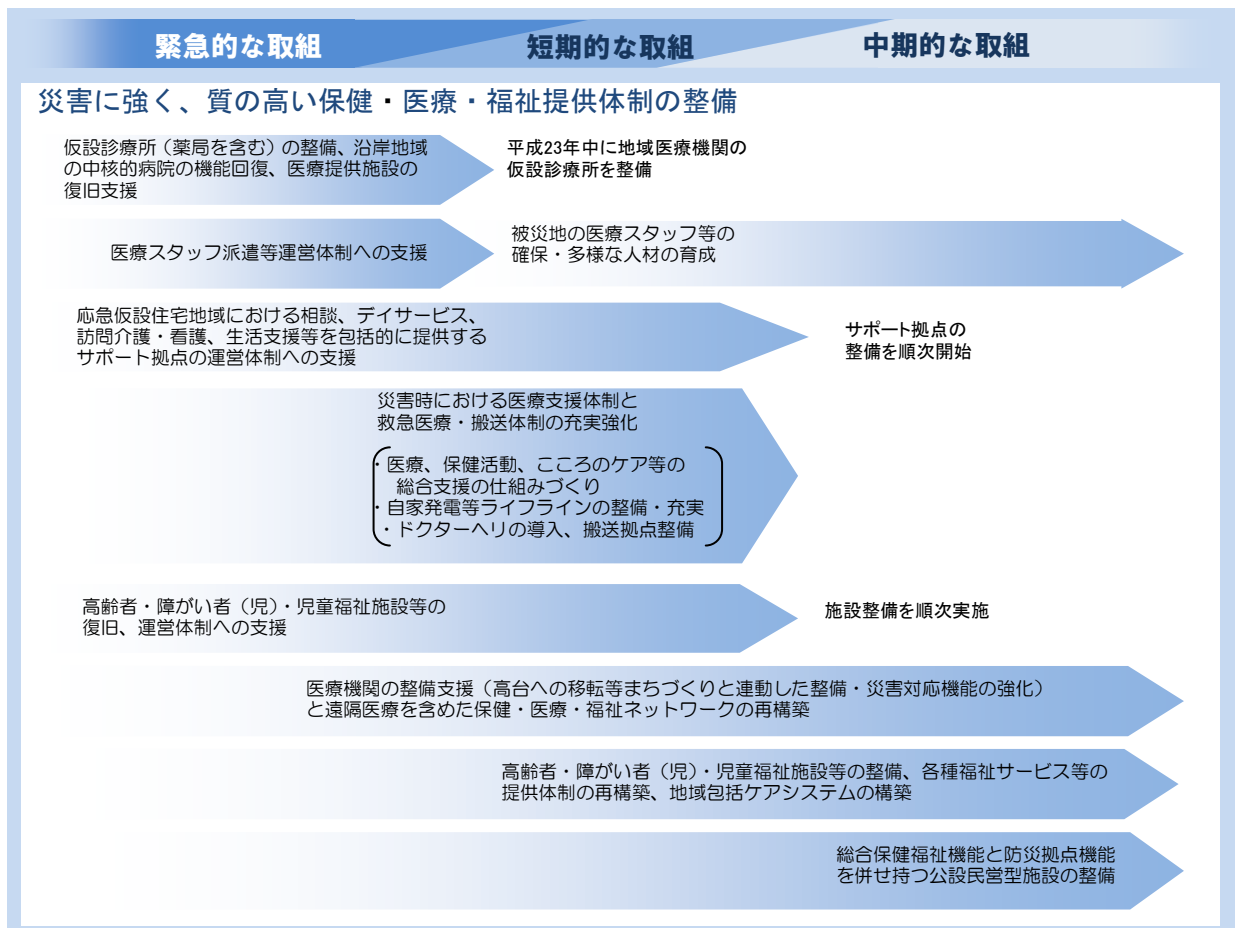 緊急的な取組
短期的な取組
中期的な取組
災害に強く、質の高い保健・医療・福祉提供体制の整備
仮設診療所（薬局を含む）の整備、沿岸地域
の中核的病院の機能回復、医療提供施設の
復旧支援
平成23年中に地域医療機関の
仮設診療所を整備
医療スタッフ派遣等運営体制への支援
被災地の医療スタッフ等の
確保・多様な人材の育成
応急仮設住宅地域における相談、デイサービス、
訪問介護・看護、生活支援等を包括的に提供する
サポート拠点の運営体制への支援
サポート拠点の
整備を順次開始
災害時における医療支援体制と
救急医療・搬送体制の充実強化
・医療、保健活動、こころのケア等の
総合支援の仕組みづくり
・自家発電等ライフラインの整備・充実
・ドクターヘリの導入、搬送拠点整備
高齢者・障がい者（児）・児童福祉施設等の
復旧、運営体制への支援
施設整備を順次実施
医療機関の整備支援（高台への移転等まちづくりと連動した整備・災害対応機能の強化）
と遠隔医療を含めた保健・医療・福祉ネットワークの再構築
高齢者・障がい者（児）・児童福祉施設等の整備、各種福祉サービス等の
提供体制の再構築、地域包括ケアシステムの構築
総合保健福祉機能と防災拠点機能
を併せ持つ公設民営型施設の整備